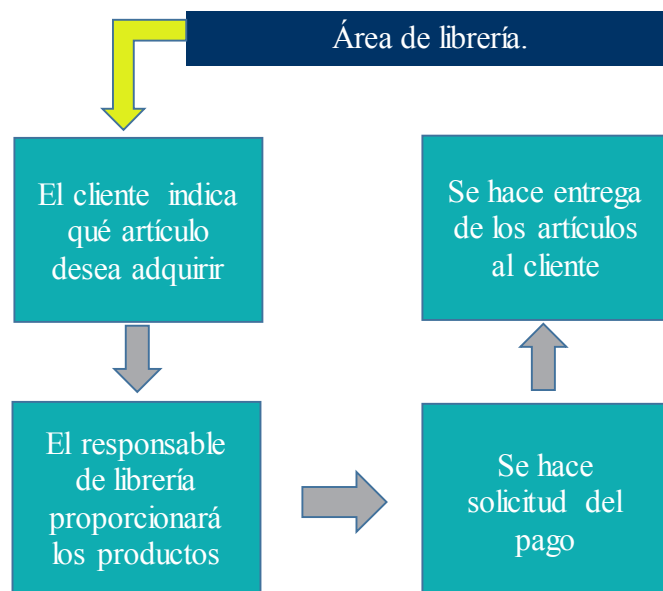 Área de librería.
El cliente indica
qué artículo
desea adquirir
El responsable
de librería
proporcionará
los productos
Se hace
solicitud del
pago
Se hace entrega
de los artículos
al cliente